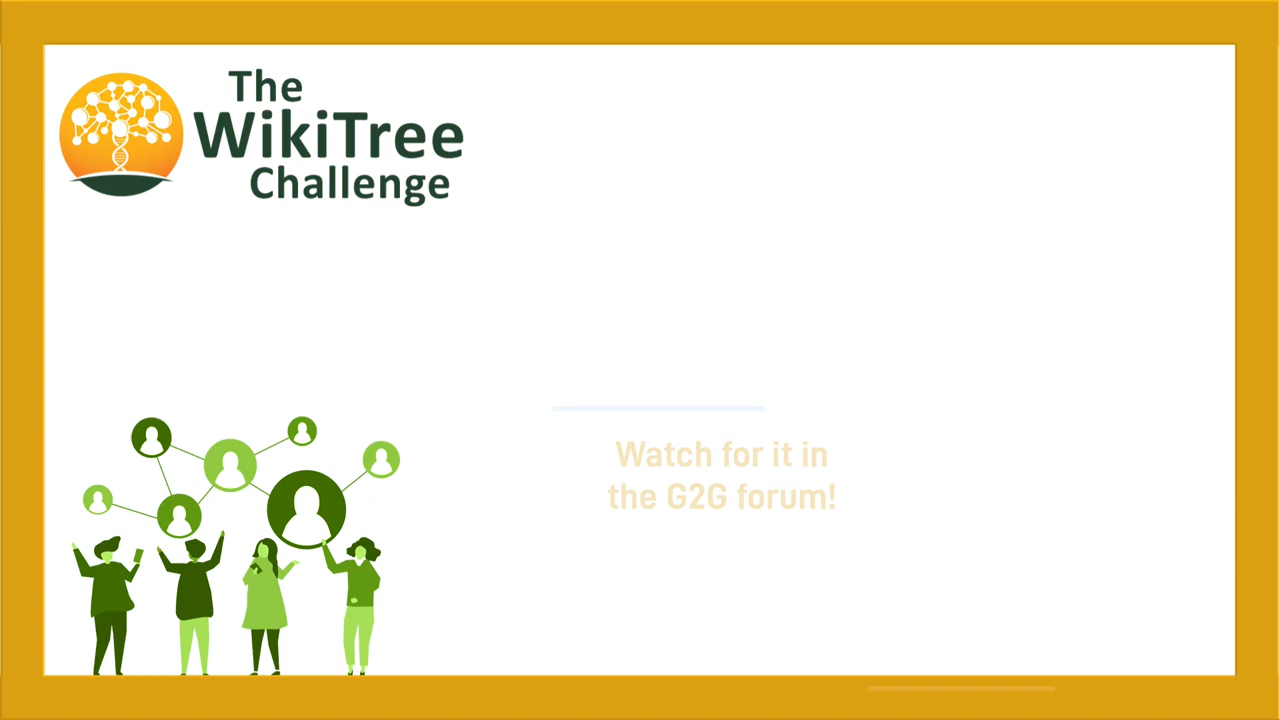 The
WikiTree
Challenge
Watch for it in
the G2G forum!